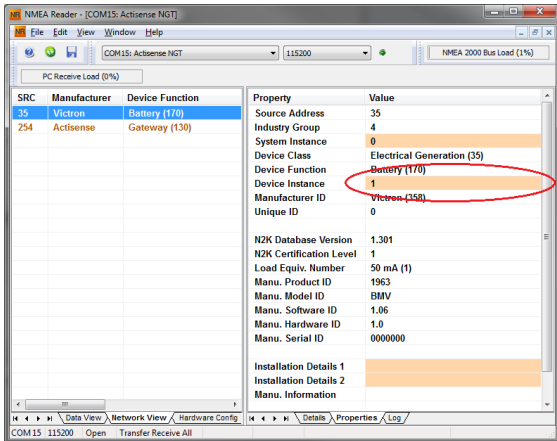 NMEA Reader - [COM15: Actisense NGT]
File Edit View Window Help
COM15: Actisense NGT 115200 NMEA 2000 Bus Load (1%)
PC Receive Load (0%)
SRC Manufacturer Device Function
35 Victron Battery (170)
254 Actisense Gateway (130)
Property Value
Source Address 35
Industry Group 4
System Instance 0
Device Class Electrical Generation (35)
Device Function Battery (170)
Device Instance 1
Manufacturer ID Victron (358)
Unique ID 0
N2K Database Version 1.301
N2K Certification Level 1
Load Equiv. Number 50 mA (1)
Manu. Product ID 1963
Manu. Model ID BMV
Manu. Software ID 1.06
Manu. Hardware ID 1.0
Manu. Serial ID 0000000
Installation Details 1
Installation Details 2
Manu. Information
Data View Network View Hardware Config
Details Properties Log
COM 15 115200 Open Transfer Receive All